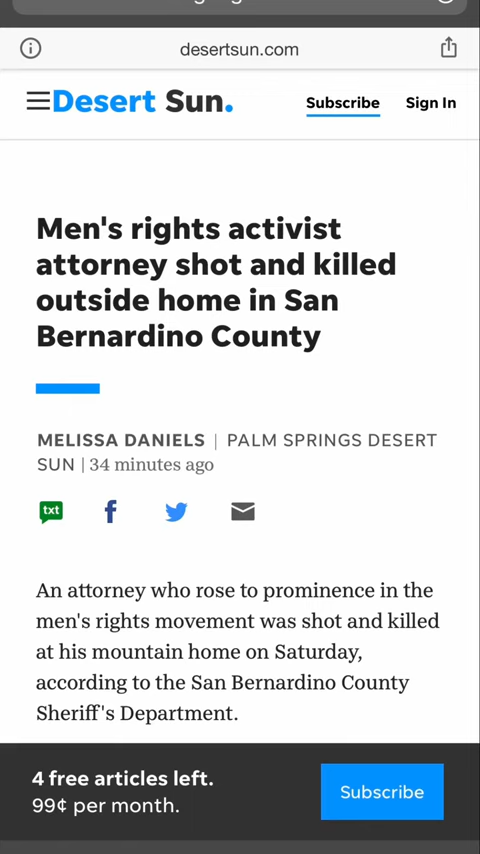 desertsun.com
Desert Sun.
Subscribe
Sign In
Men's rights activist
attorney shot and killed
outside home in San
Bernardino County
MELISSA DANIELS | PALM SPRINGS DESERT
SUN | 34 minutes ago
txt
An attorney who rose to prominence in the
men's rights movement was shot and killed
at his mountain home on Saturday,
according to the San Bernardino County
Sheriff's Department.
4 free articles left.
99¢ per month.
Subscribe